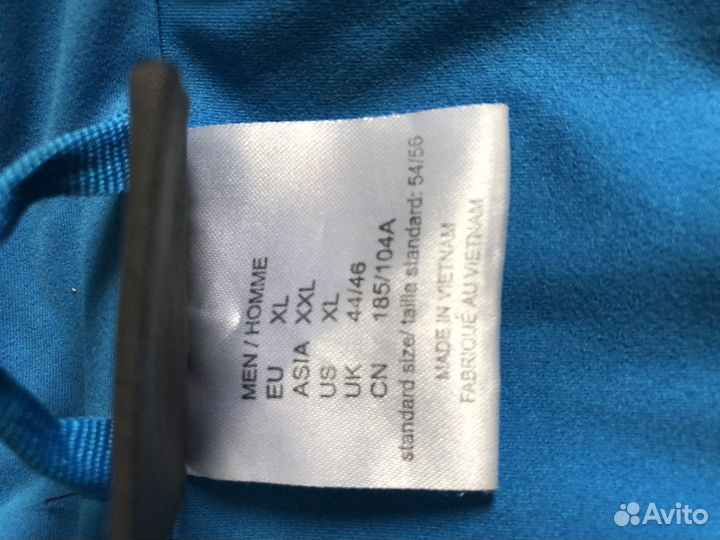 MEN / HOMME
EU XL
ASIA XXL
US XL
UK 44/46
CN 185/104A
standard size/ taille standard: 54/56
MADE IN VIETNAM
FABRIQUÉ AU VIETNAM
Avito